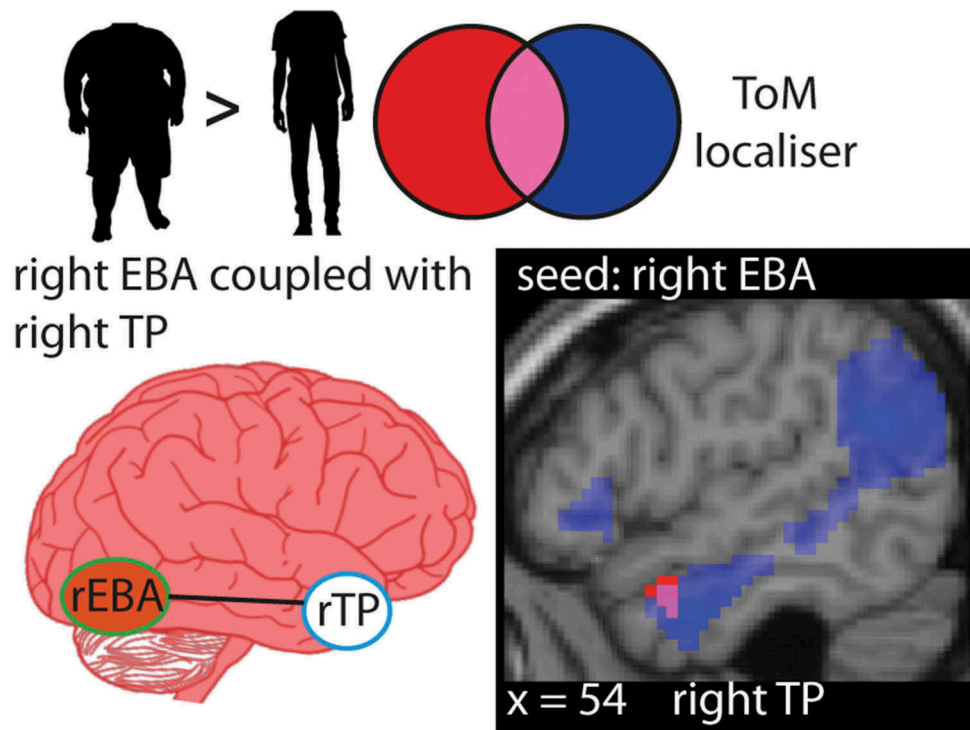 >
ToM
localiser
right EBA coupled with
right TP
seed: right EBA
rEBA
rTP
x = 54 right TP